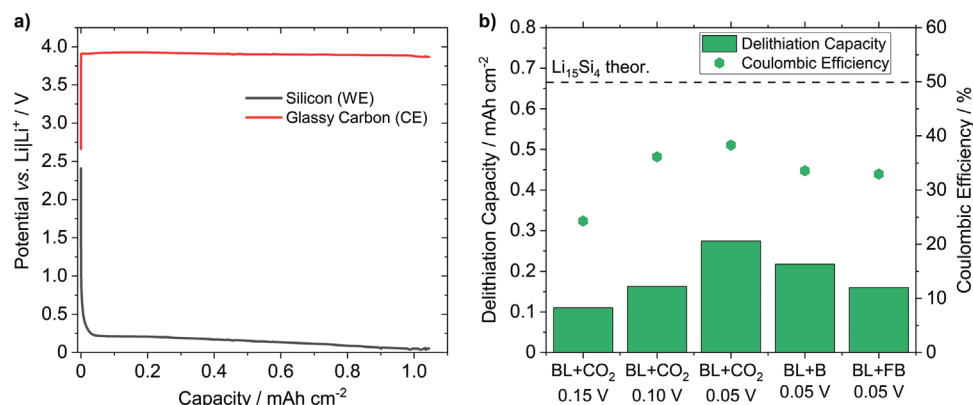 a)
Potential vs. Li|Li⁺ / V
4.0
3.5
3.0
2.5
2.0
1.5
1.0
0.5
0
Silicon (WE)
Glassy Carbon (CE)
0 0.2 0.4 0.6 0.8 1.0
Capacity / mAh cm⁻²
b)
Delithiation Capacity / mAh cm⁻²
0.8
0.7
0.6
0.5
0.4
0.3
0.2
0.1
0
Li₁₅Si₄ theor.
Delithiation Capacity
Coulombic Efficiency
60
50
40
30
20
10
0
Coulombic Efficiency / %
BL+CO₂ BL+CO₂ BL+CO₂ BL+B BL+FB
0.15 V 0.10 V 0.05 V 0.05 V 0.05 V